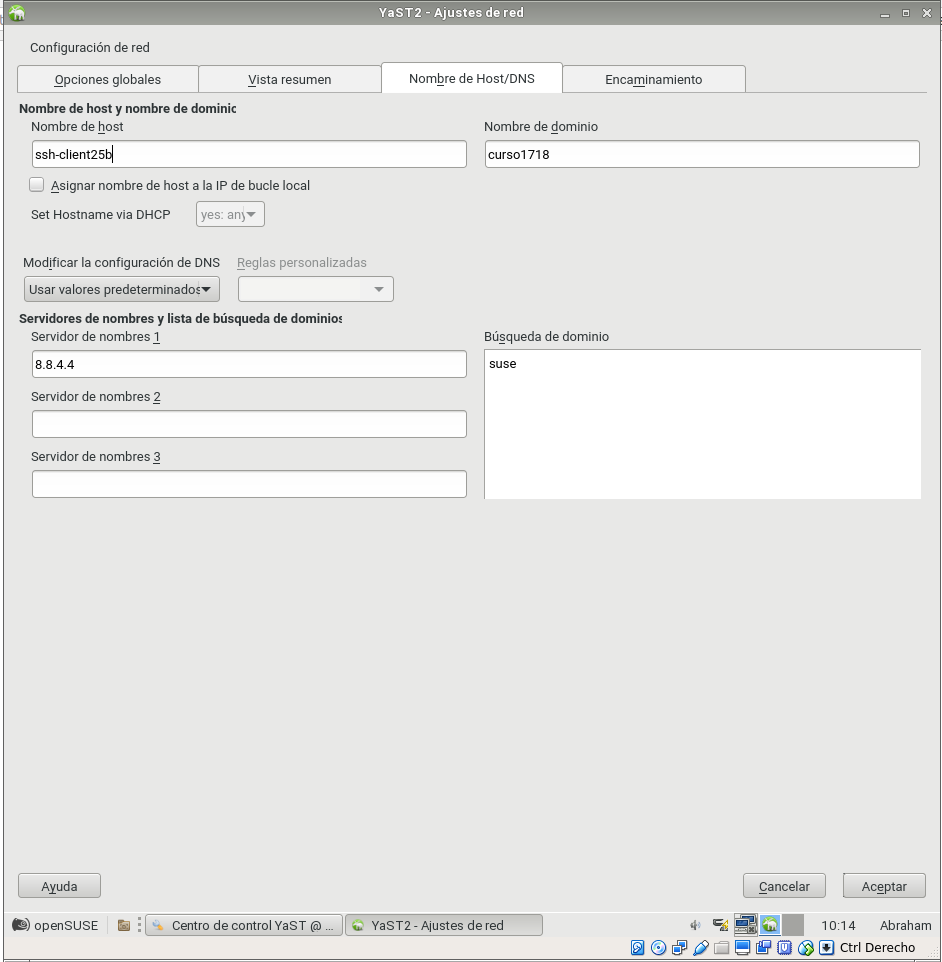 YaST2 - Ajustes de red
Configuración de red
Opciones globales
Vista resumen
Nombre de Host/DNS
Encaminamiento
Nombre de host y nombre de dominio
Nombre de host
Nombre de dominio
ssh-client25b
curso1718
Asignar nombre de host a la IP de bucle local
Set Hostname via DHCP
yes: any
Modificar la configuración de DNS
Reglas personalizadas
Usar valores predeterminados
Servidores de nombres y lista de búsqueda de dominios
Servidor de nombres 1
Búsqueda de dominio
8.8.4.4
suse
Servidor de nombres 2
Servidor de nombres 3
Ayuda
Cancelar
Aceptar
openSUSE
Centro de control YaST @ ...
YaST2 - Ajustes de red
10:14
Abraham
Ctrl Derecho